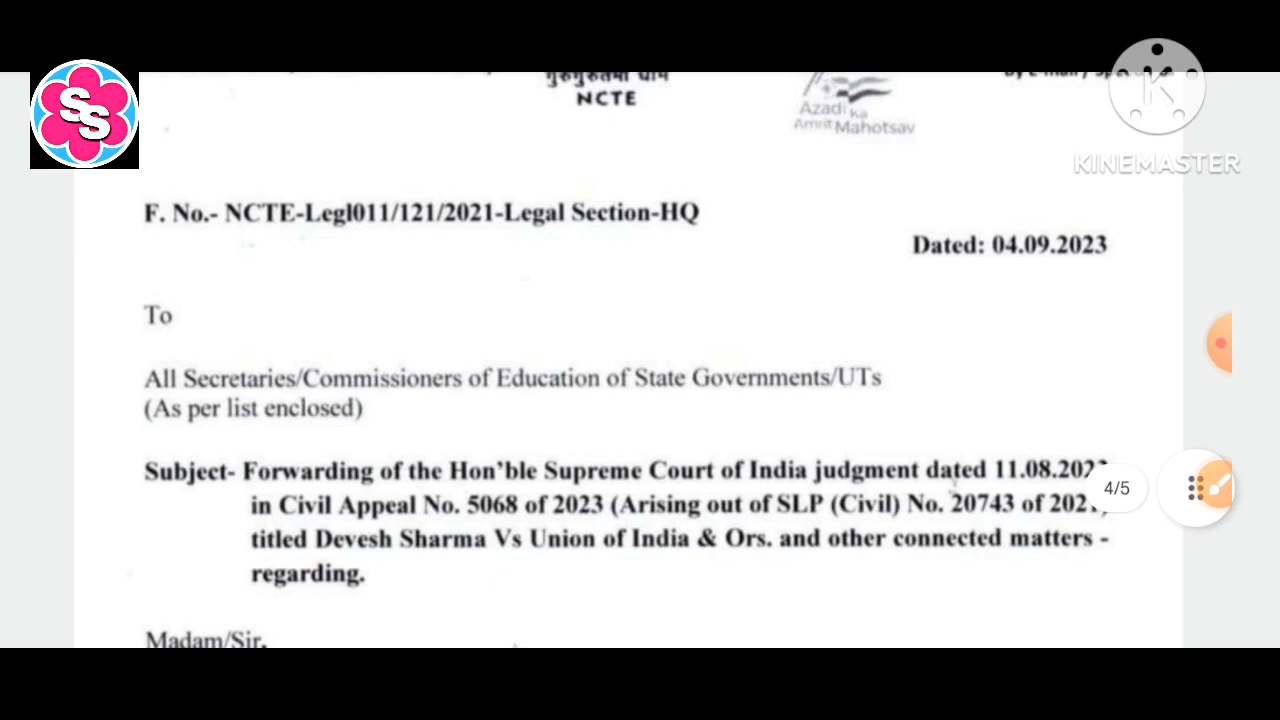 SS
NCTE
Azadi Ka
Amrit Mahotsav
KINEMASTER
F. No.- NCTE-Legl011/121/2021-Legal Section-HQ
Dated: 04.09.2023
To
All Secretaries/Commissioners of Education of State Governments/UTs
(As per list enclosed)
Subject- Forwarding of the Hon'ble Supreme Court of India judgment dated
in Civil Appeal No. 5068 of 2023 (Arising out of SLP (Civil) No. 20743 of
4/5
titled Devesh Sharma Vs Union of India & Ors. and other connected matters -
regarding.
Madam/Sir,